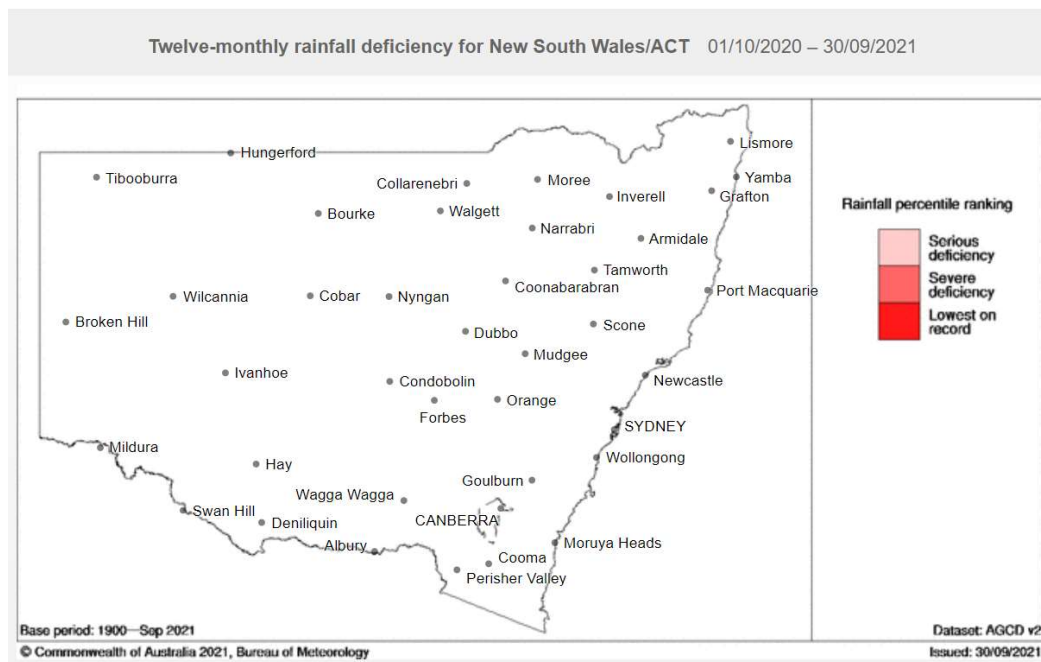 Twelve-monthly rainfall deficiency for New South Wales/ACT 01/10/2020 – 30/09/2021
Hungerford
Lismore
Tibooburra
Collarenebri
Moree
Yamba
Inverell
Grafton
Bourke
Walgett
Narrabri
Armidale
Tamworth
Coonabarabran
Port Macquarie
Wilcannia
Cobar
Nyngan
Broken Hill
Dubbo
Scone
Mudgee
Ivanhoe
Condobolin
Newcastle
Orange
Forbes
SYDNEY
Mildura
Wollongong
Hay
Goulburn
Wagga Wagga
Swan Hill
Deniliquin
CANBERRA
Albury
Moruya Heads
Cooma
Perisher Valley
Rainfall percentile ranking
Serious
deficiency
Severe
deficiency
Lowest on
record
Base period: 1900—Sep 2021
Dataset: AGCD v2
© Commonwealth of Australia 2021, Bureau of Meteorology
Issued: 30/09/2021